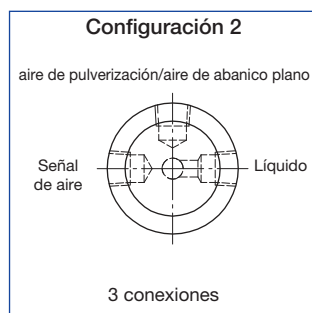 Configuración 2
aire de pulverización/aire de abanico plano
Señal
de aire
Líquido
3 conexiones